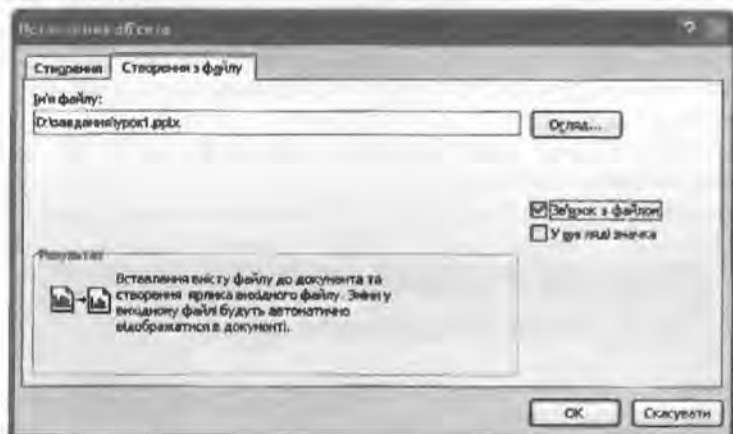 Вставлення об'єкта
Створення Створення з файлу
Ім'я файлу:
D:\завдання\урок1.pptx
Огляд...
Зв'язок з файлом
У вигляді значка
Результат
Вставлення вмісту файлу до документа та
створення ярлика вихідного файлу. Зміни у
вихідному файлі будуть автоматично
відображатися в документі.
ОК Скасувати